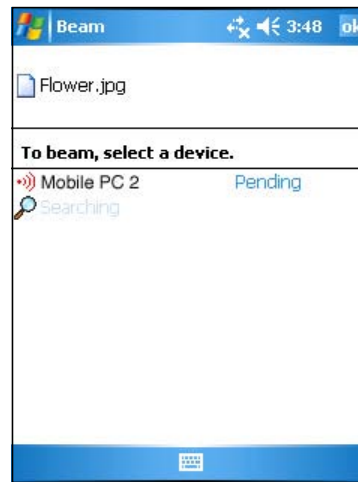 Beam 3:48 ok
Flower.jpg
To beam, select a device.
Mobile PC 2 Pending
Searching